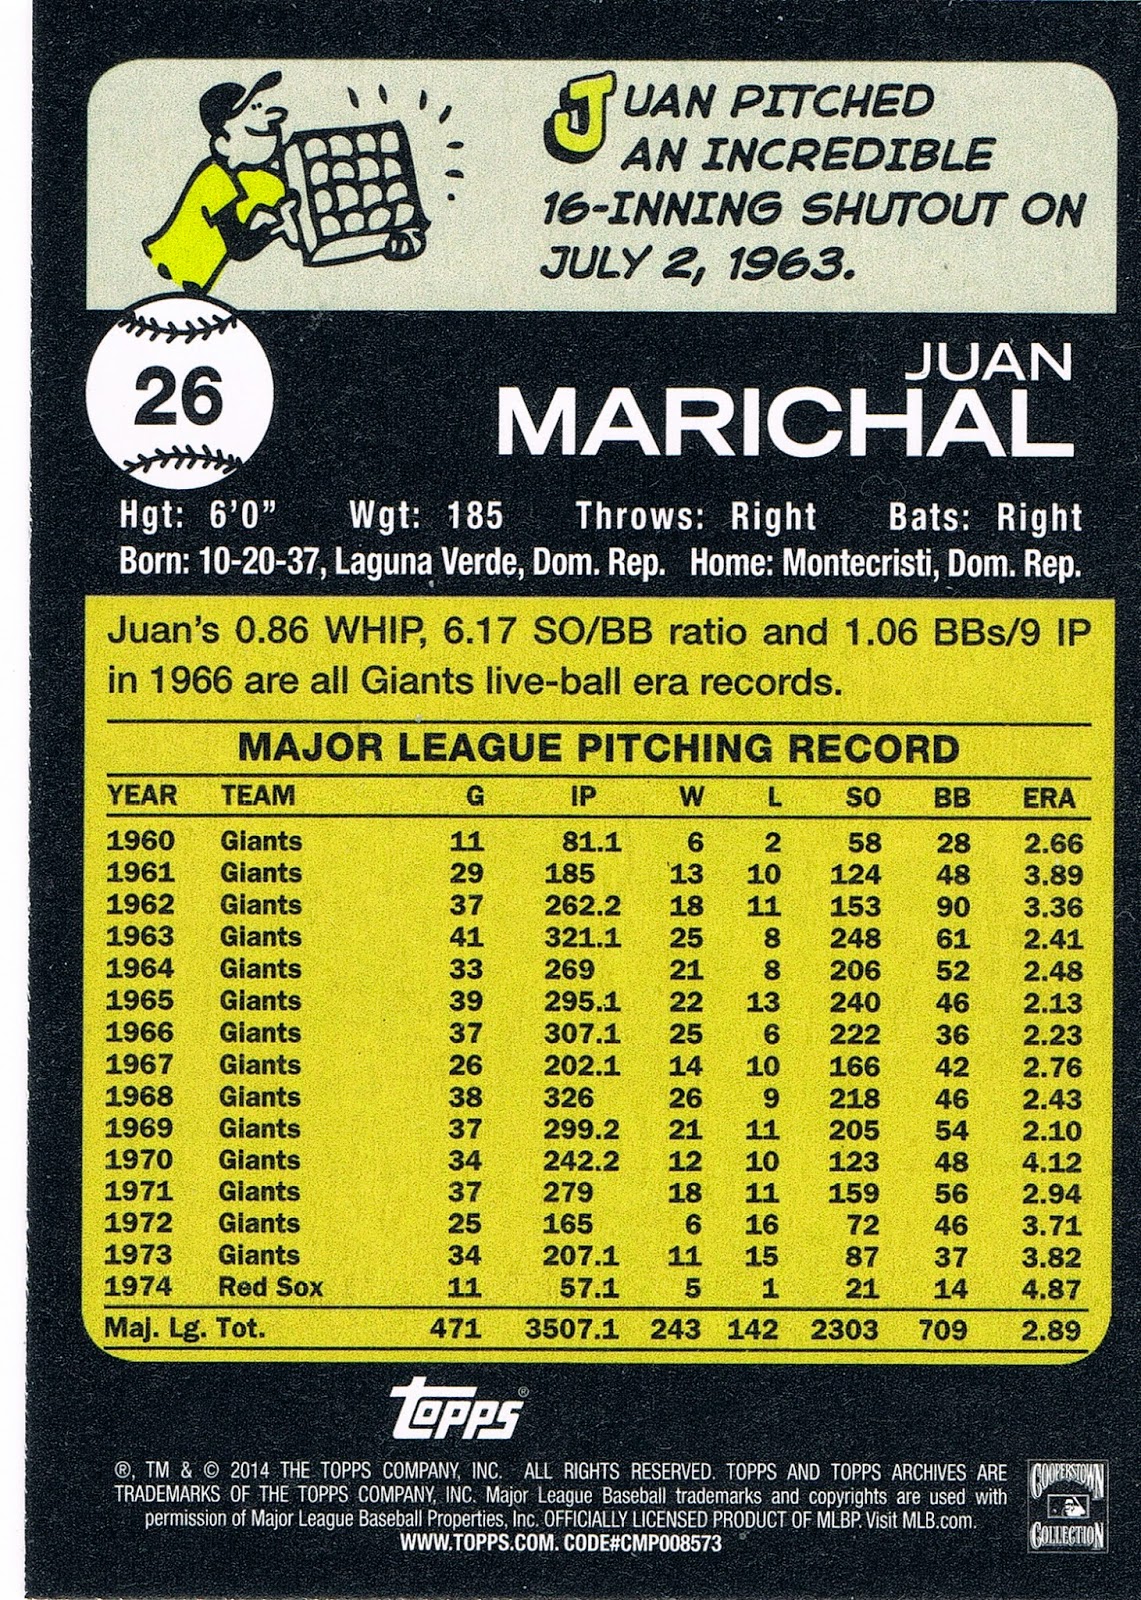 JUAN PITCHED
AN INCREDIBLE
16-INNING SHUTOUT ON
JULY 2, 1963.
26
JUAN
MARICHAL
Hgt: 6'0" Wgt: 185 Throws: Right Bats: Right
Born: 10-20-37, Laguna Verde, Dom. Rep. Home: Montecristi, Dom. Rep.
Juan's 0.86 WHIP, 6.17 SO/BB ratio and 1.06 BBs/9 IP
in 1966 are all Giants live-ball era records.
MAJOR LEAGUE PITCHING RECORD
YEAR TEAM G IP W L SO BB ERA
1960 Giants 11 81.1 6 2 58 28 2.66
1961 Giants 29 185 13 10 124 48 3.89
1962 Giants 37 262.2 18 11 153 90 3.36
1963 Giants 41 321.1 25 8 248 61 2.41
1964 Giants 33 269 21 8 206 52 2.48
1965 Giants 39 295.1 22 13 240 46 2.13
1966 Giants 37 307.1 25 6 222 36 2.23
1967 Giants 26 202.1 14 10 166 42 2.76
1968 Giants 38 326 26 9 218 46 2.43
1969 Giants 37 299.2 21 11 205 54 2.10
1970 Giants 34 242.2 12 10 123 48 4.12
1971 Giants 37 279 18 11 159 56 2.94
1972 Giants 25 165 6 16 72 46 3.71
1973 Giants 34 207.1 11 15 87 37 3.82
1974 Red Sox 11 57.1 5 1 21 14 4.87
Maj. Lg. Tot. 471 3507.1 243 142 2303 709 2.89
topps®
®, TM & © 2014 THE TOPPS COMPANY, INC. ALL RIGHTS RESERVED. TOPPS AND TOPPS ARCHIVES ARE
TRADEMARKS OF THE TOPPS COMPANY, INC. Major League Baseball trademarks and copyrights are used with
permission of Major League Baseball Properties, Inc. OFFICIALLY LICENSED PRODUCT OF MLBP. Visit MLB.com.
WWW.TOPPS.COM. CODE#CMP008573
COOPERSTOWN
COLLECTION